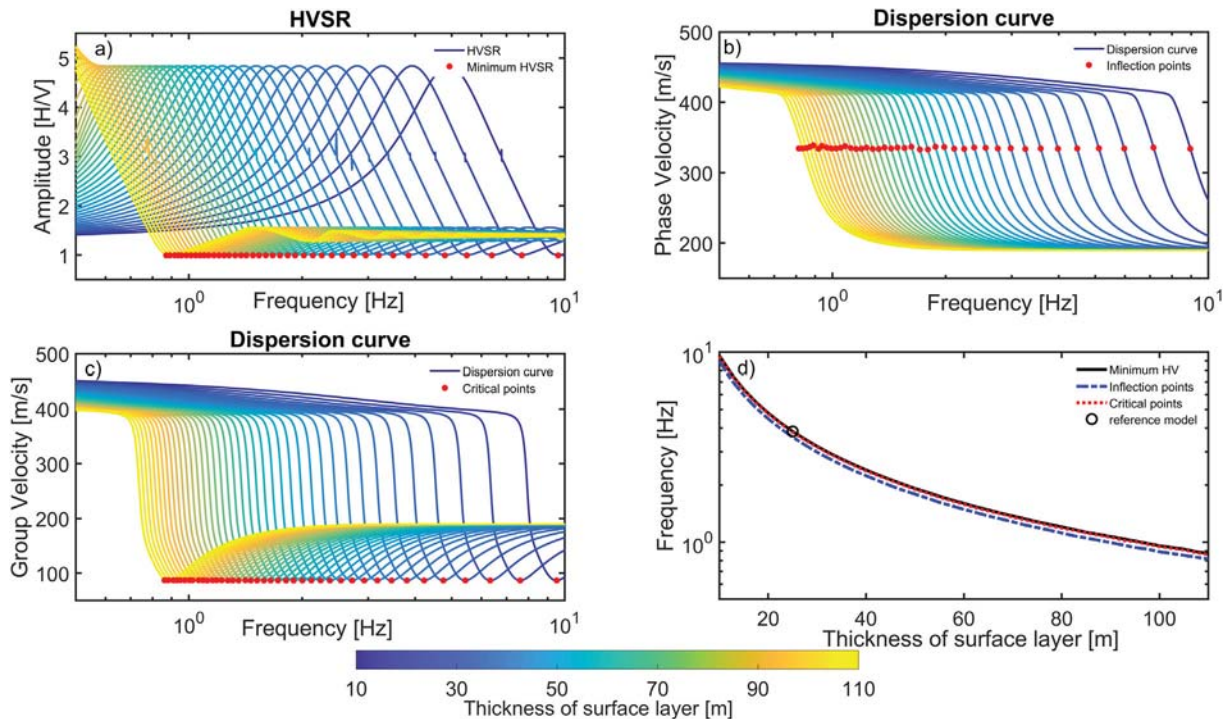 HVSR
a)
HVSR
Minimum HVSR
Amplitude [H/V]
5
4
3
2
1
10^0
10^1
Frequency [Hz]
Dispersion curve
b)
Dispersion curve
Inflection points
Phase Velocity [m/s]
400
300
200
10^0
10^1
Frequency [Hz]
Dispersion curve
c)
Dispersion curve
Critical points
Group Velocity [m/s]
500
400
300
200
100
10^0
10^1
Frequency [Hz]
d)
Minimum HV
Inflection points
Critical points
reference model
Frequency [Hz]
10^1
10^0
20 40 60 80 100
Thickness of surface layer [m]
10 30 50 70 90 110
Thickness of surface layer [m]